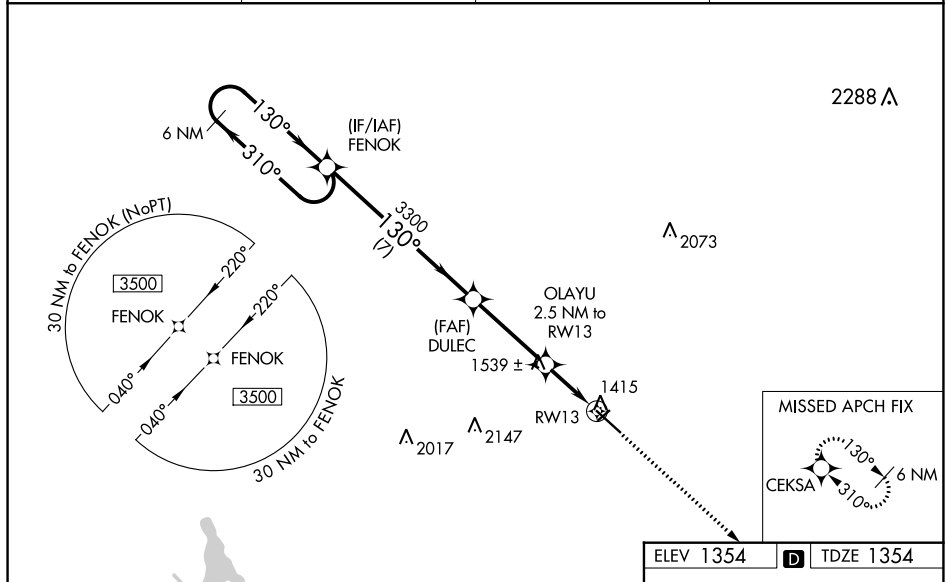 2288
130°
6 NM
310°
(IF/IAF)
FENOK
3300
130°
(7)
2073
30 NM to FENOK (NoPT)
220°
3500
FENOK
040°
220°
FENOK
3500
040°
30 NM to FENOK
(FAF)
DULEC
OLAYU
2.5 NM to
RW13
1539 ±
1415
RW13
2017
2147
MISSED APCH FIX
130°
6 NM
CEKSA
310°
ELEV 1354 D TDZE 1354